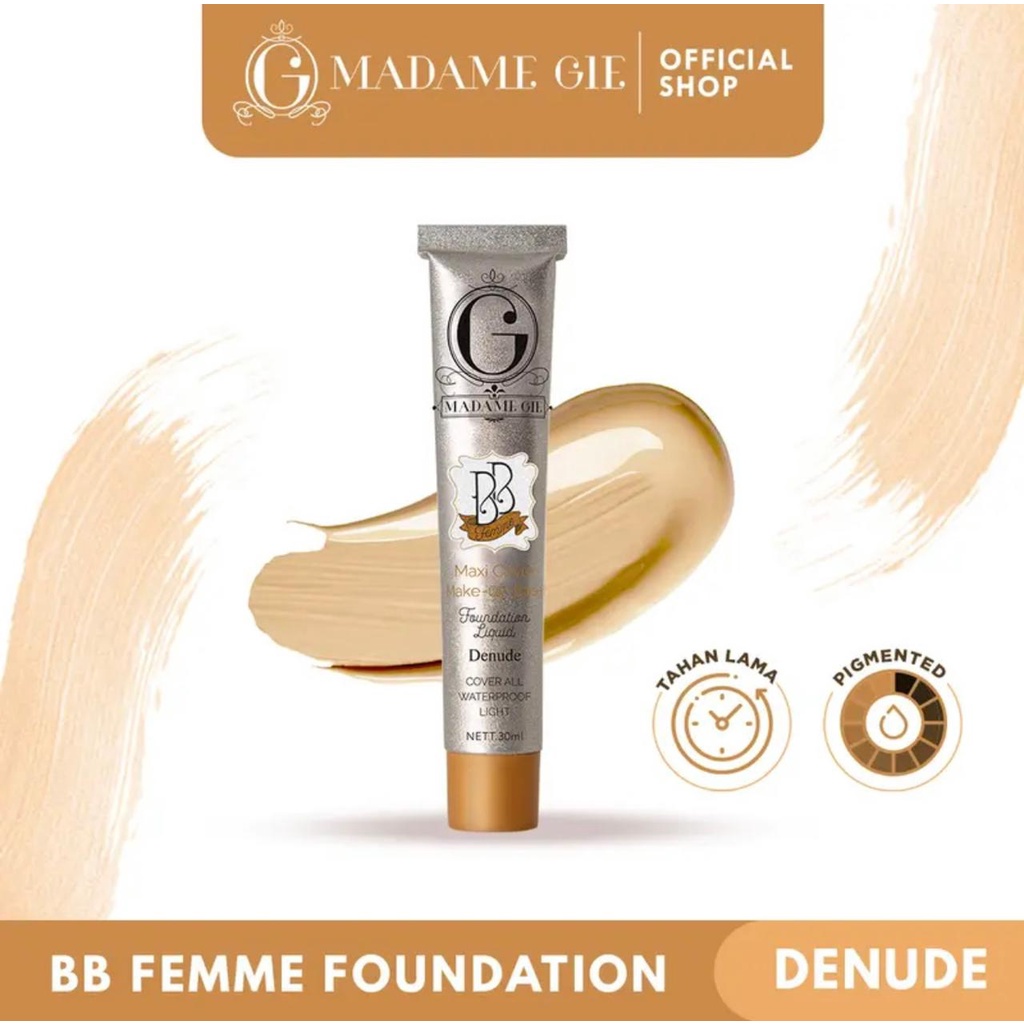 G MADAME GIE
OFFICIAL
SHOP
G
MADAME GIE
BB
Femme
Maxi Cover
Make-Up Base
Foundation
Liquid
Denude
COVER ALL
WATERPROOF
LIGHT
NETT.30ml
TAHAN LAMA
PIGMENTED
BB FEMME FOUNDATION
DENUDE